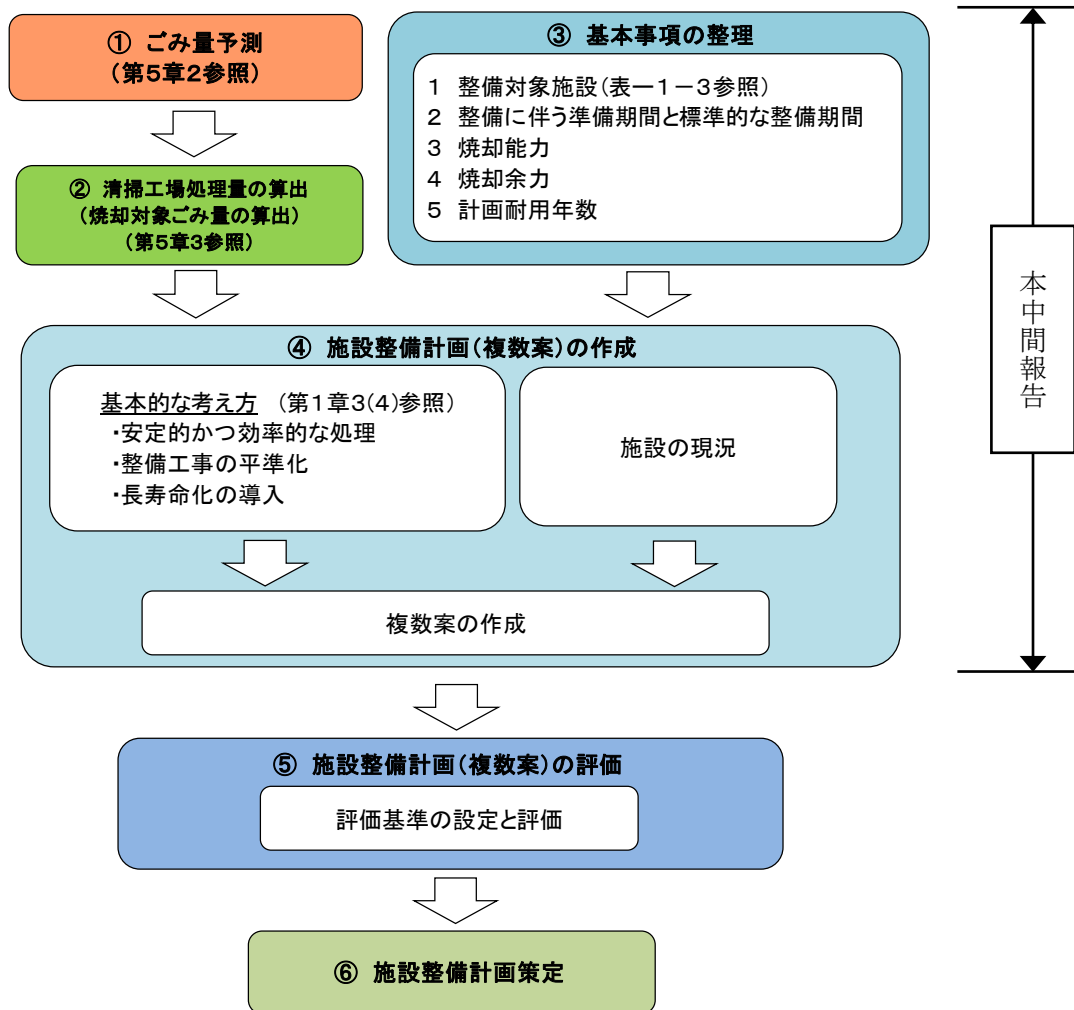 ① ごみ量予測
(第5章2参照)
② 清掃工場処理量の算出
(焼却対象ごみ量の算出)
(第5章3参照)
③ 基本事項の整理
1 整備対象施設(表ー1-3参照)
2 整備に伴う準備期間と標準的な整備期間
3 焼却能力
4 焼却余力
5 計画耐用年数
④ 施設整備計画(複数案)の作成
基本的な考え方 (第1章3(4)参照)
・安定的かつ効率的な処理
・整備工事の平準化
・長寿命化の導入
施設の現況
複数案の作成
⑤ 施設整備計画(複数案)の評価
評価基準の設定と評価
⑥ 施設整備計画策定
本中間報告